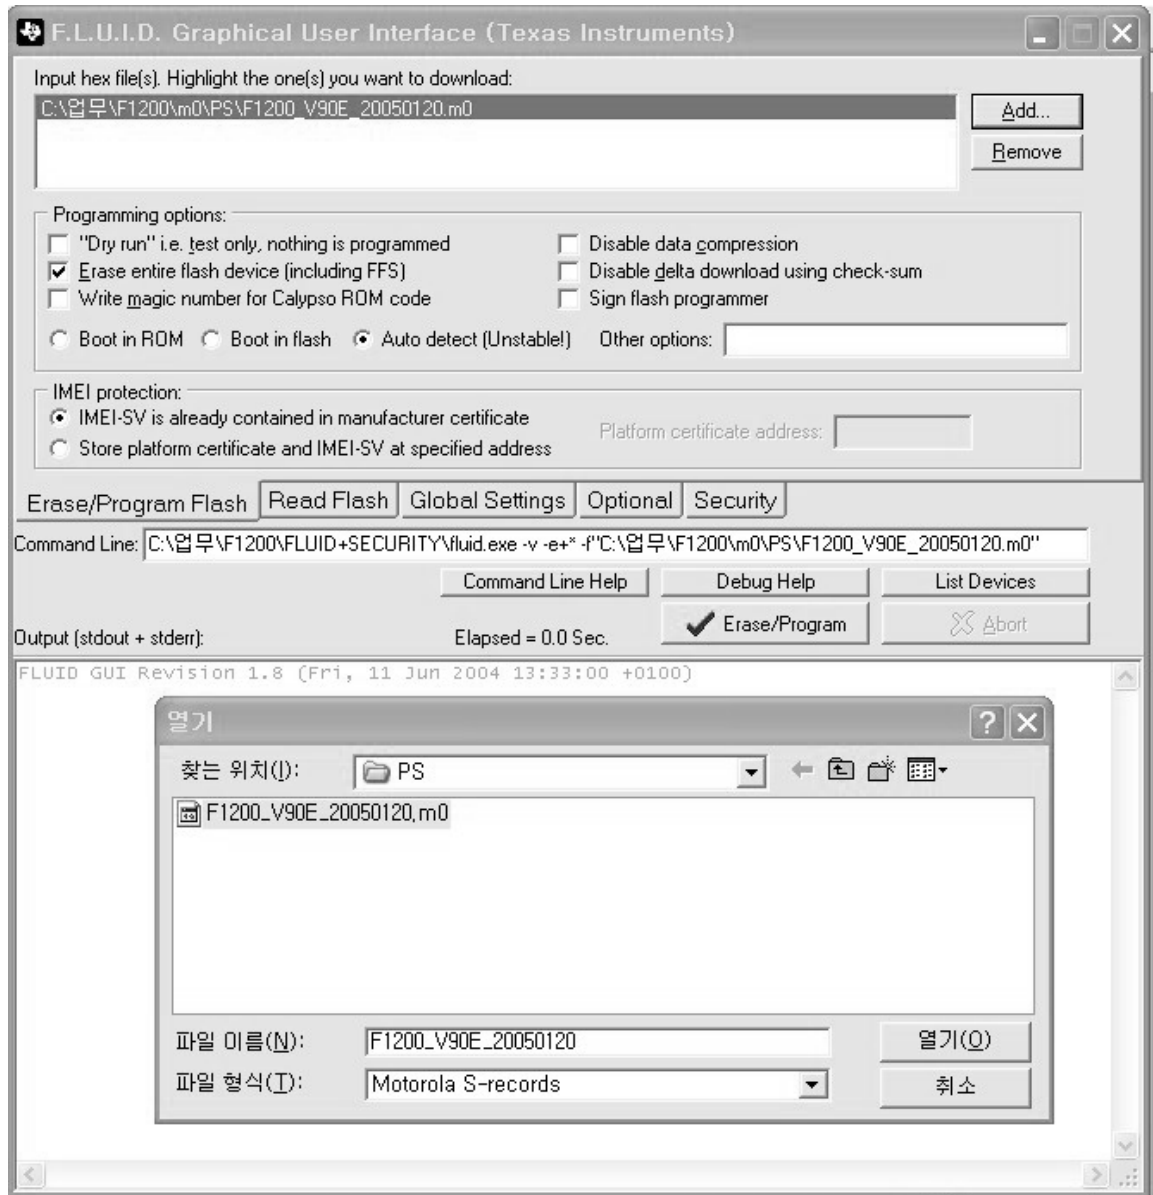 F.L.U.I.D. Graphical User Interface (Texas Instruments)
Input hex file(s). Highlight the one(s) you want to download:
C:\업무\F1200\m0\PS\F1200_V90E_20050120.m0
Add...
Remove
Programming options:
"Dry run" i.e. test only, nothing is programmed
Disable data compression
Erase entire flash device (including FFS)
Disable delta download using check-sum
Write magic number for Calypso ROM code
Sign flash programmer
Boot in ROM Boot in flash Auto detect (Unstable!) Other options:
IMEI protection:
IMEI-SV is already contained in manufacturer certificate
Store platform certificate and IMEI-SV at specified address
Platform certificate address:
Erase/Program Flash Read Flash Global Settings Optional Security
Command Line: C:\업무\F1200\FLUID+SECURITY\fluid.exe -v -e+* -f"C:\업무\F1200\m0\PS\F1200_V90E_20050120.m0"
Command Line Help Debug Help List Devices
Output (stdout + stderr): Elapsed = 0.0 Sec. Erase/Program Abort
FLUID GUI Revision 1.8 (Fri, 11 Jun 2004 13:33:00 +0100)
열기
찾는 위치(I): PS
F1200_V90E_20050120.m0
파일 이름(N): F1200_V90E_20050120 열기(O)
파일 형식(T): Motorola S-records 취소